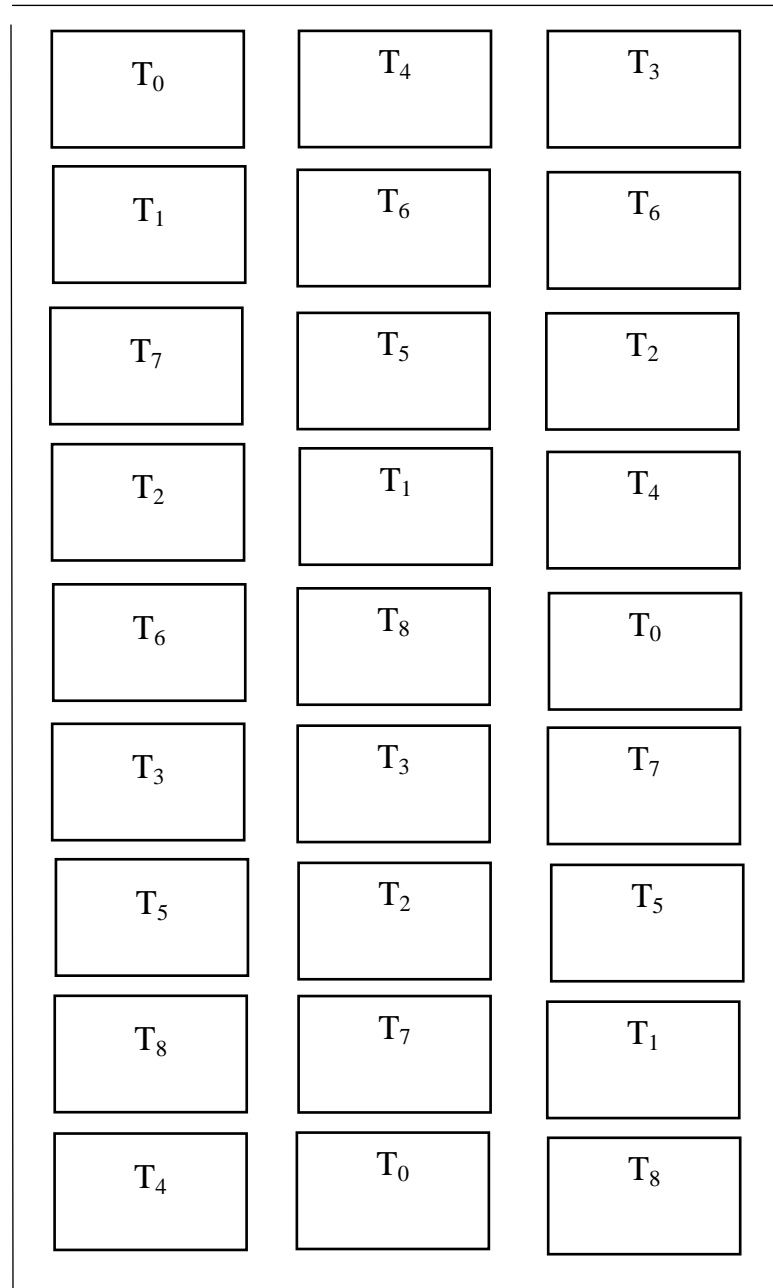 T₀ T₄ T₃
T₁ T₆ T₆
T₇ T₅ T₂
T₂ T₁ T₄
T₆ T₈ T₀
T₃ T₃ T₇
T₅ T₂ T₅
T₈ T₇ T₁
T₄ T₀ T₈